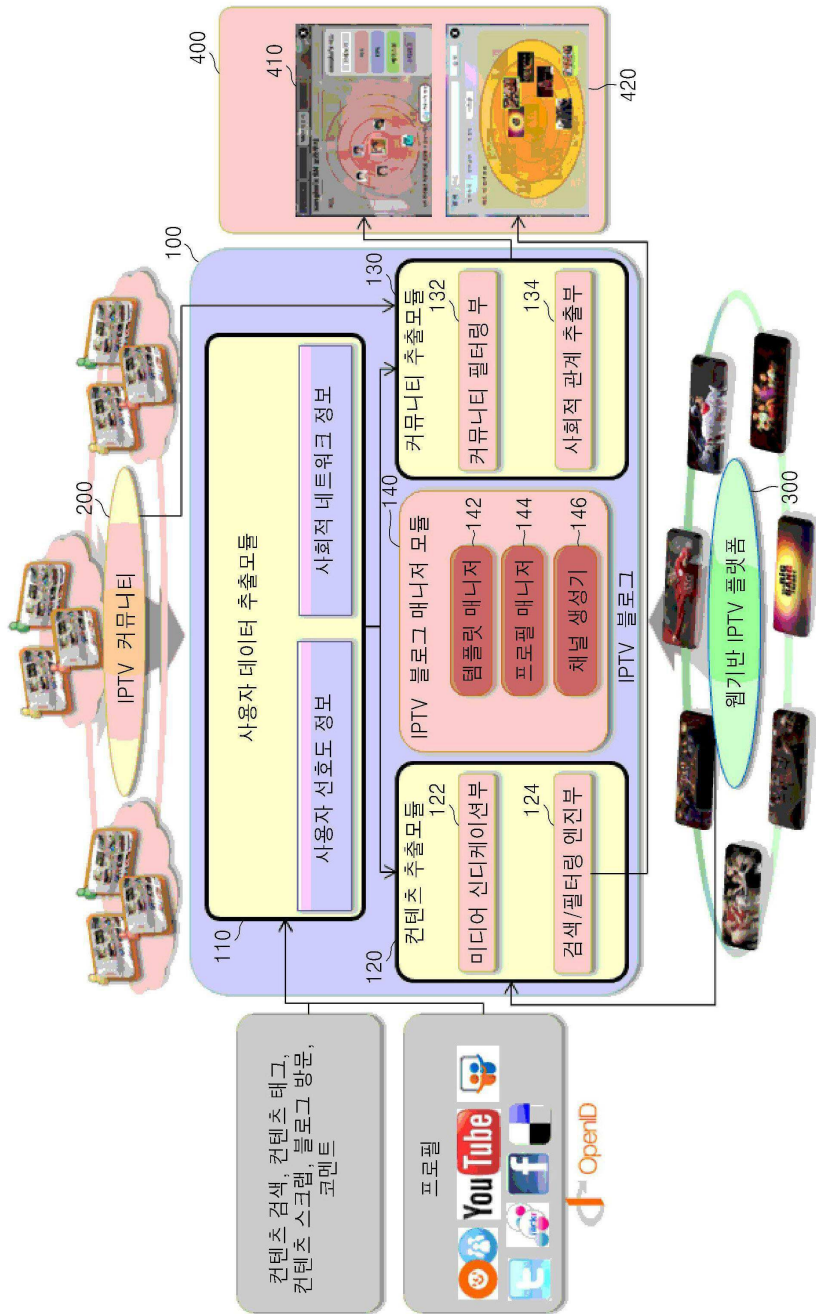 컨텐츠 검색, 컨텐츠 태그,
컨텐츠 스크랩, 블로그 방문,
코멘트
프로필
YouTube
f
t
OpenID
200
IPTV 커뮤니티
100
110
사용자 데이터 추출모듈
사용자 선호도 정보
사회적 네트워크 정보
120
컨텐츠 추출모듈
122
미디어 신디케이션부
124
검색/필터링 엔진부
140
IPTV 블로그 매니저 모듈
템플릿 매니저
142
프로필 매니저
144
채널 생성기
146
130
커뮤니티 추출모듈
132
커뮤니티 필터링 부
134
사회적 관계 추출부
IPTV 블로그
400
410
420
300
웹기반 IPTV 플랫폼
BIG
BANG